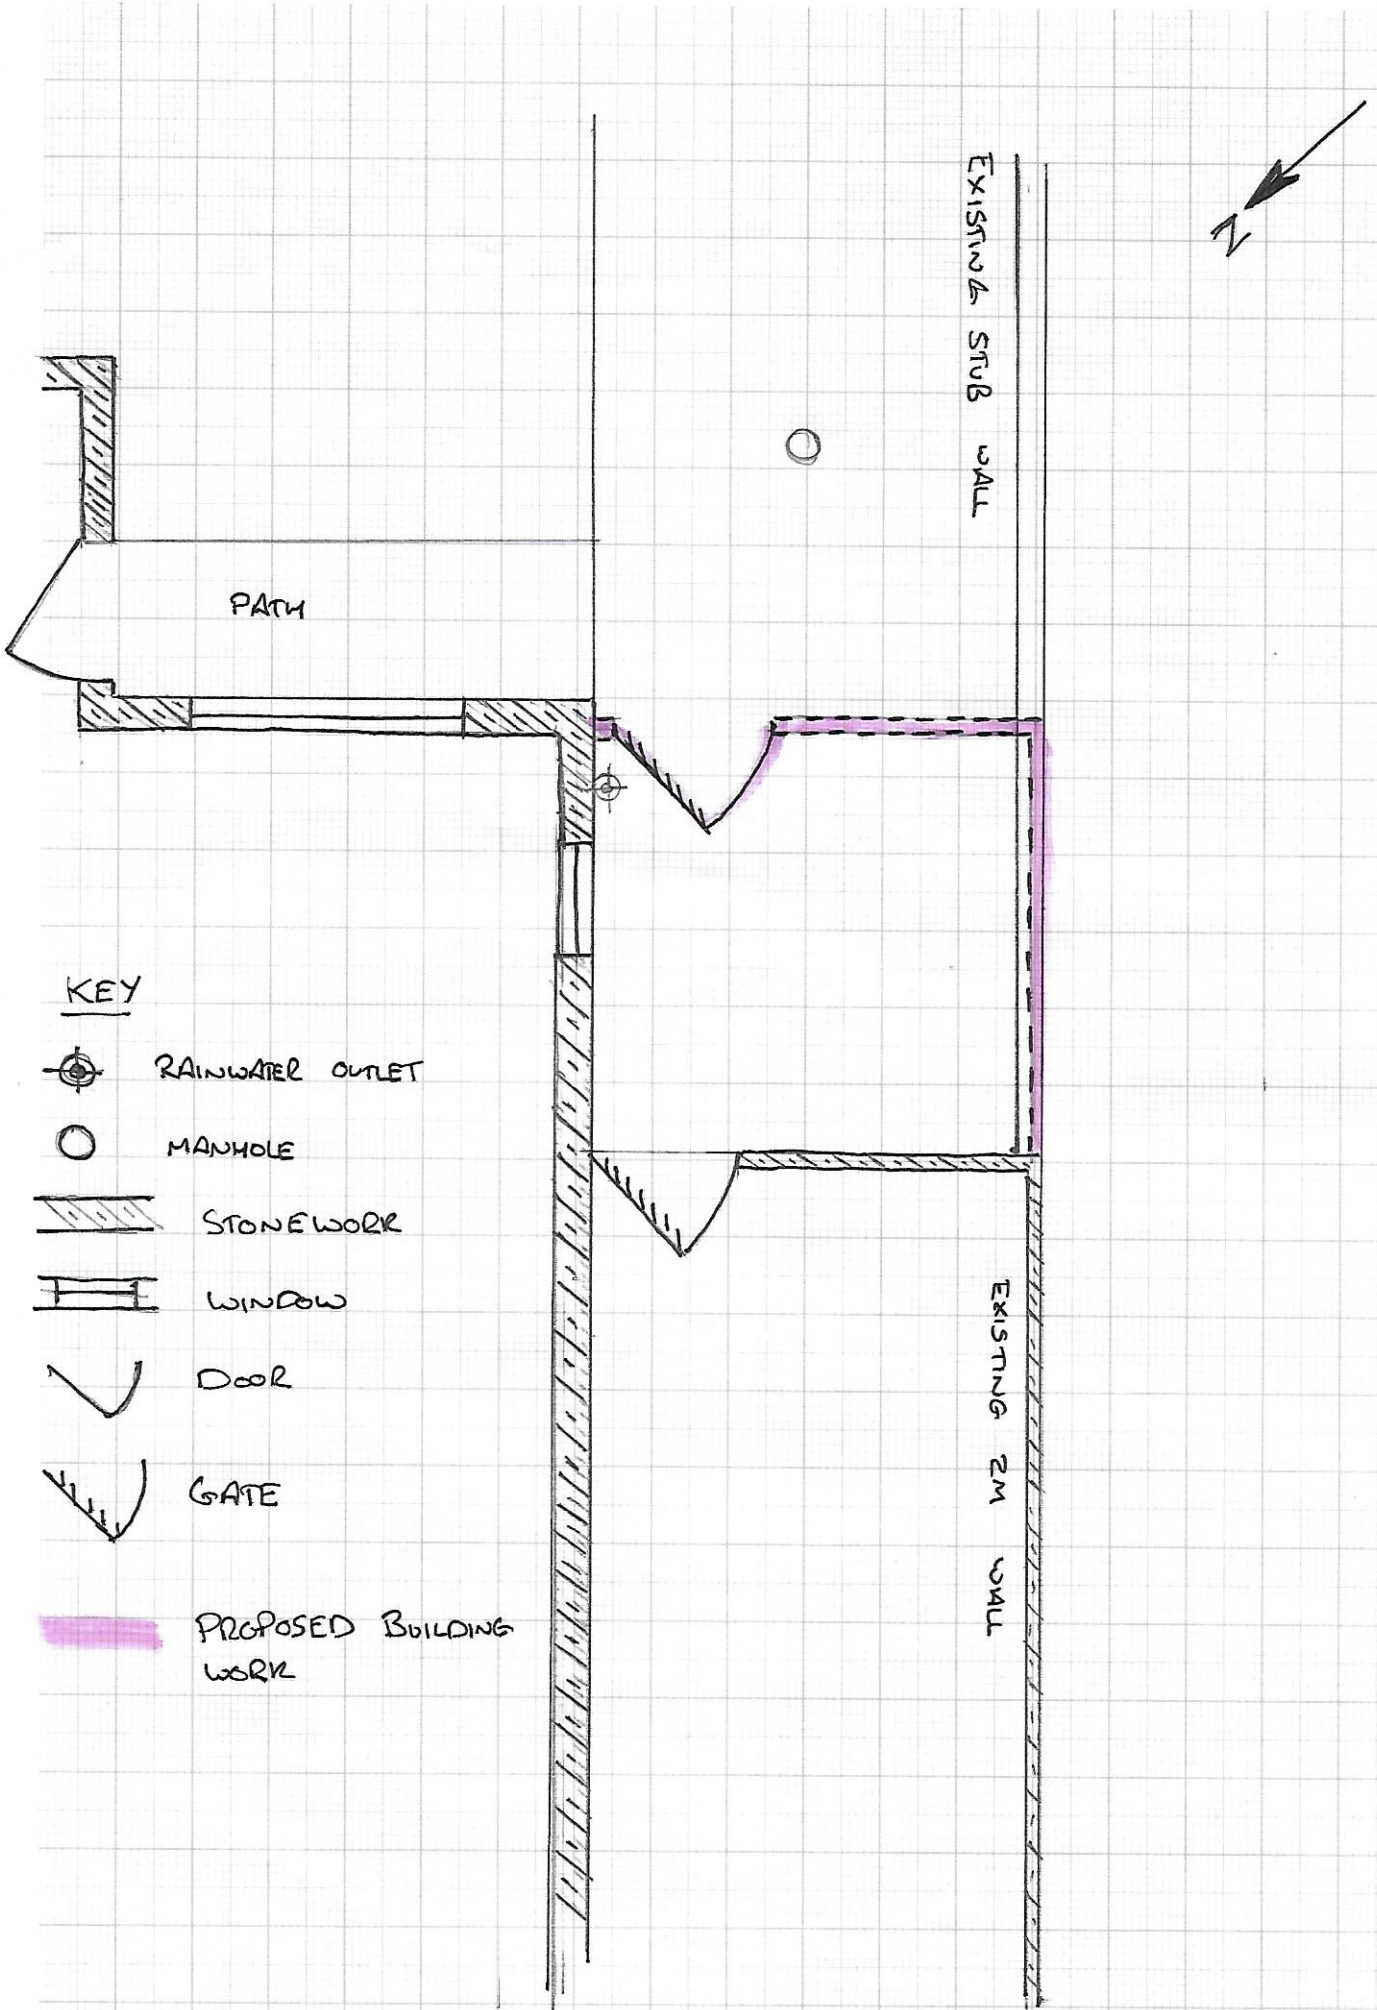 EXISTING STUB WALL
N
PATH
KEY
RAINWATER OUTLET
MANHOLE
STONEWORK
WINDOW
DOOR
GATE
PROPOSED BUILDING
WORK
EXISTING 2M WALL